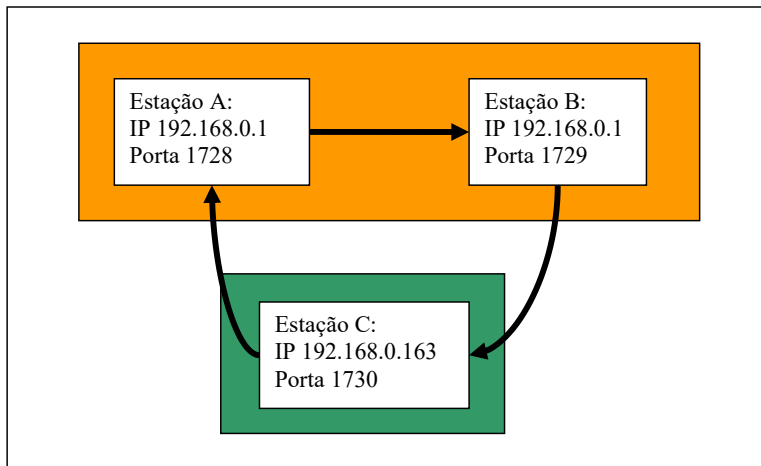 Estação A:
IP 192.168.0.1
Porta 1728
Estação B:
IP 192.168.0.1
Porta 1729
Estação C:
IP 192.168.0.163
Porta 1730